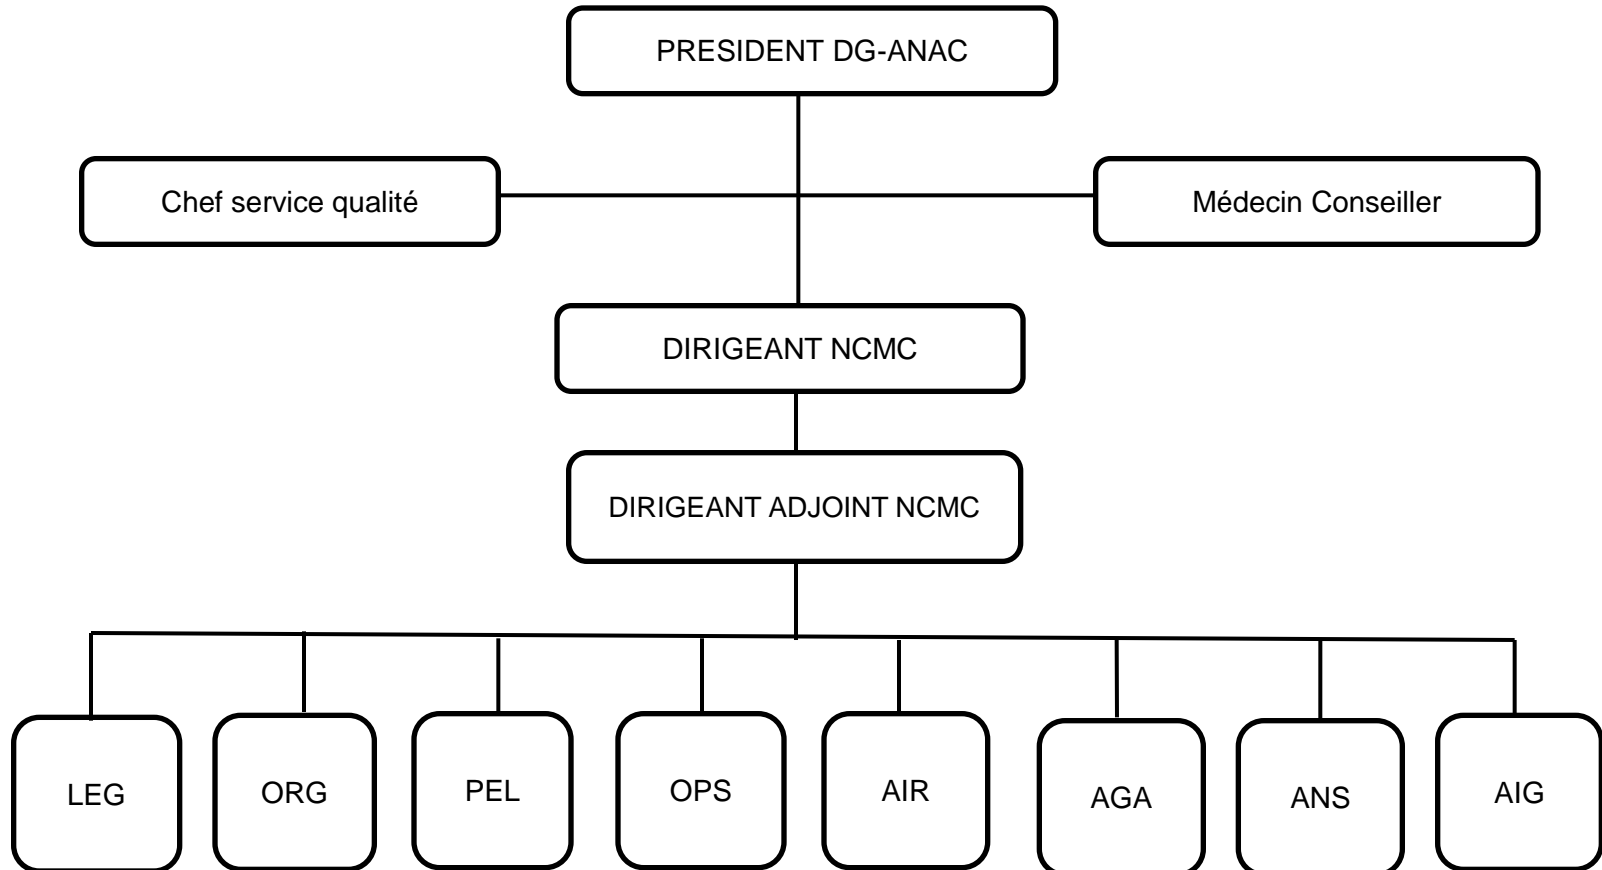 PRESIDENT DG-ANAC
Chef service qualité
Médecin Conseiller
DIRIGEANT NCMC
DIRIGEANT ADJOINT NCMC
LEG
ORG
PEL
OPS
AIR
AGA
ANS
AIG